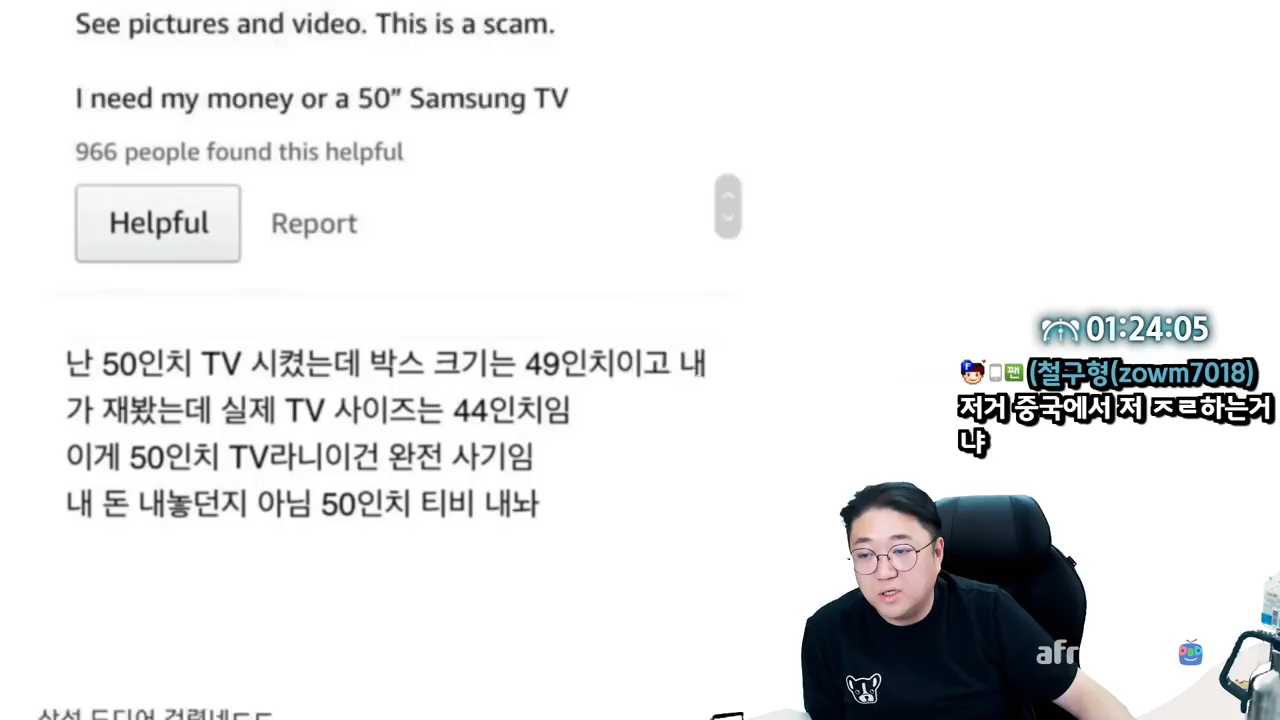 See pictures and video. This is a scam.
I need my money or a 50” Samsung TV
966 people found this helpful
Helpful
Report
난 50인치 TV 시켰는데 박스 크기는 49인치이고 내
가 재봤는데 실제 TV 사이즈는 44인치임
이게 50인치 TV라니이건 완전 사기임
내 돈 내놓던지 아님 50인치 티비 내놔
01:24:05
팬 (철구형(zowm7018)
저거 중국에서 저 ㅈㄹ하는거
냐
afr